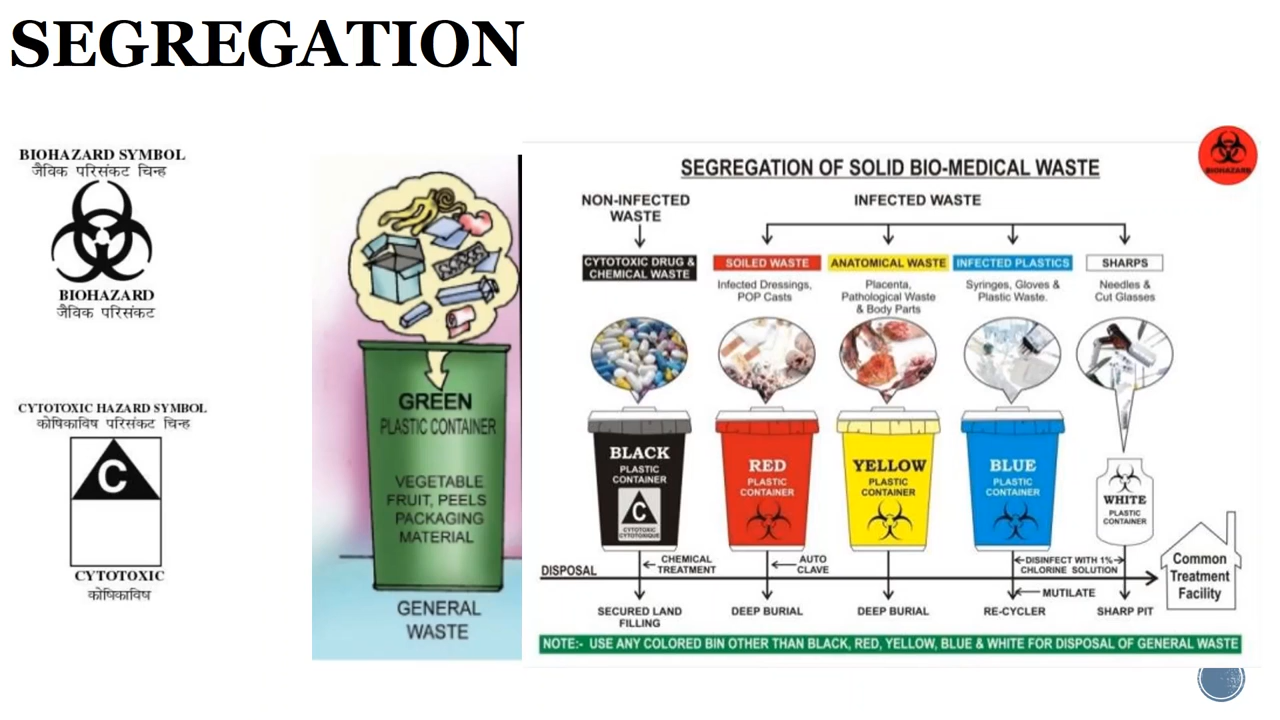 SEGREGATION
BIOHAZARD SYMBOL
जैविक परिसंकट चिन्ह
BIOHAZARD
जैविक परिसंकट
CYTOTOXIC HAZARD SYMBOL
कोषिकाविष परिसंकट चिन्ह
C
CYTOTOXIC
कोषिकाविष
GREEN
PLASTIC CONTAINER
VEGETABLE
FRUIT, PEELS
PACKAGING
MATERIAL
GENERAL
WASTE
BIOHAZARD
SEGREGATION OF SOLID BIO-MEDICAL WASTE
NON-INFECTED
WASTE
INFECTED WASTE
CYTOTOXIC DRUG &
CHEMICAL WASTE
SOILED WASTE
Infected Dressings,
POP Casts
ANATOMICAL WASTE
Placenta,
Pathological Waste
& Body Parts
INFECTED PLASTICS
Syringes, Gloves &
Plastic Waste.
SHARPS
Needles &
Cut Glasses
BLACK
PLASTIC
CONTAINER
C
CYTOTOXIC
CYTOTOXIQUE
RED
PLASTIC
CONTAINER
YELLOW
PLASTIC
CONTAINER
BLUE
PLASTIC
CONTAINER
WHITE
PLASTIC
CONTAINER
DISPOSAL
CHEMICAL
TREATMENT
AUTO
CLAVE
DISINFECT WITH 1%
CHLORINE SOLUTION
MUTILATE
Common
Treatment
Facility
SECURED LAND
FILLING
DEEP BURIAL
DEEP BURIAL
RE-CYCLER
SHARP PIT
NOTE:- USE ANY COLORED BIN OTHER THAN BLACK, RED, YELLOW, BLUE & WHITE FOR DISPOSAL OF GENERAL WASTE